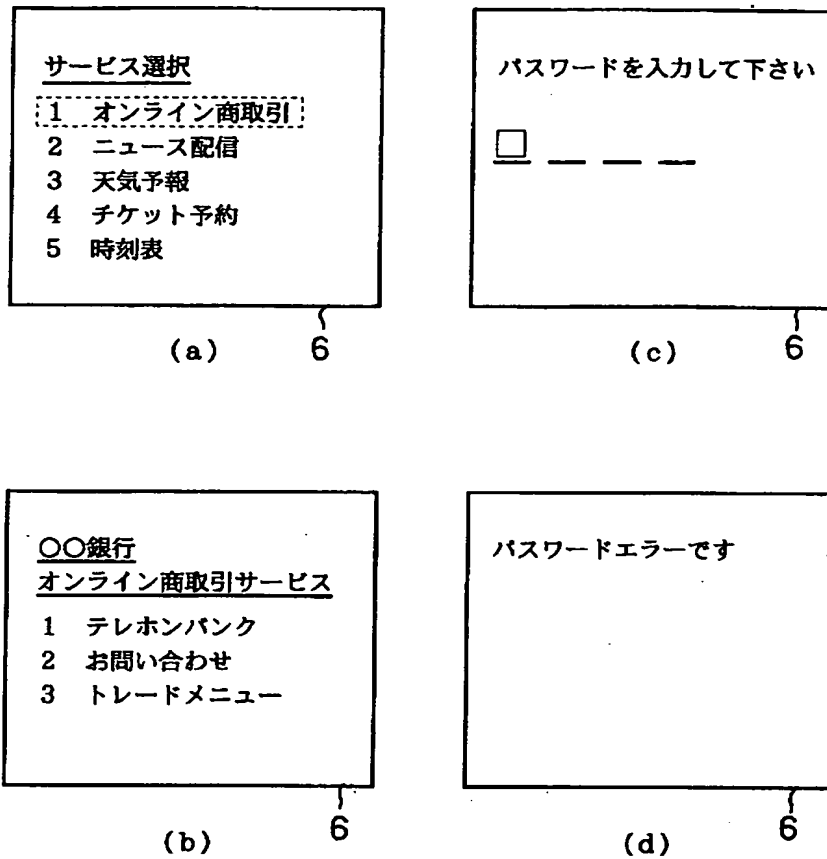 サービス選択
1 オンライン商取引
2 ニュース配信
3 天気予報
4 チケット予約
5 時刻表
6
(a)
パスワードを入力して下さい
6
(c)
○○銀行
オンライン商取引サービス
1 テレホンバンク
2 お問い合わせ
3 トレードメニュー
6
(b)
パスワードエラーです
6
(d)